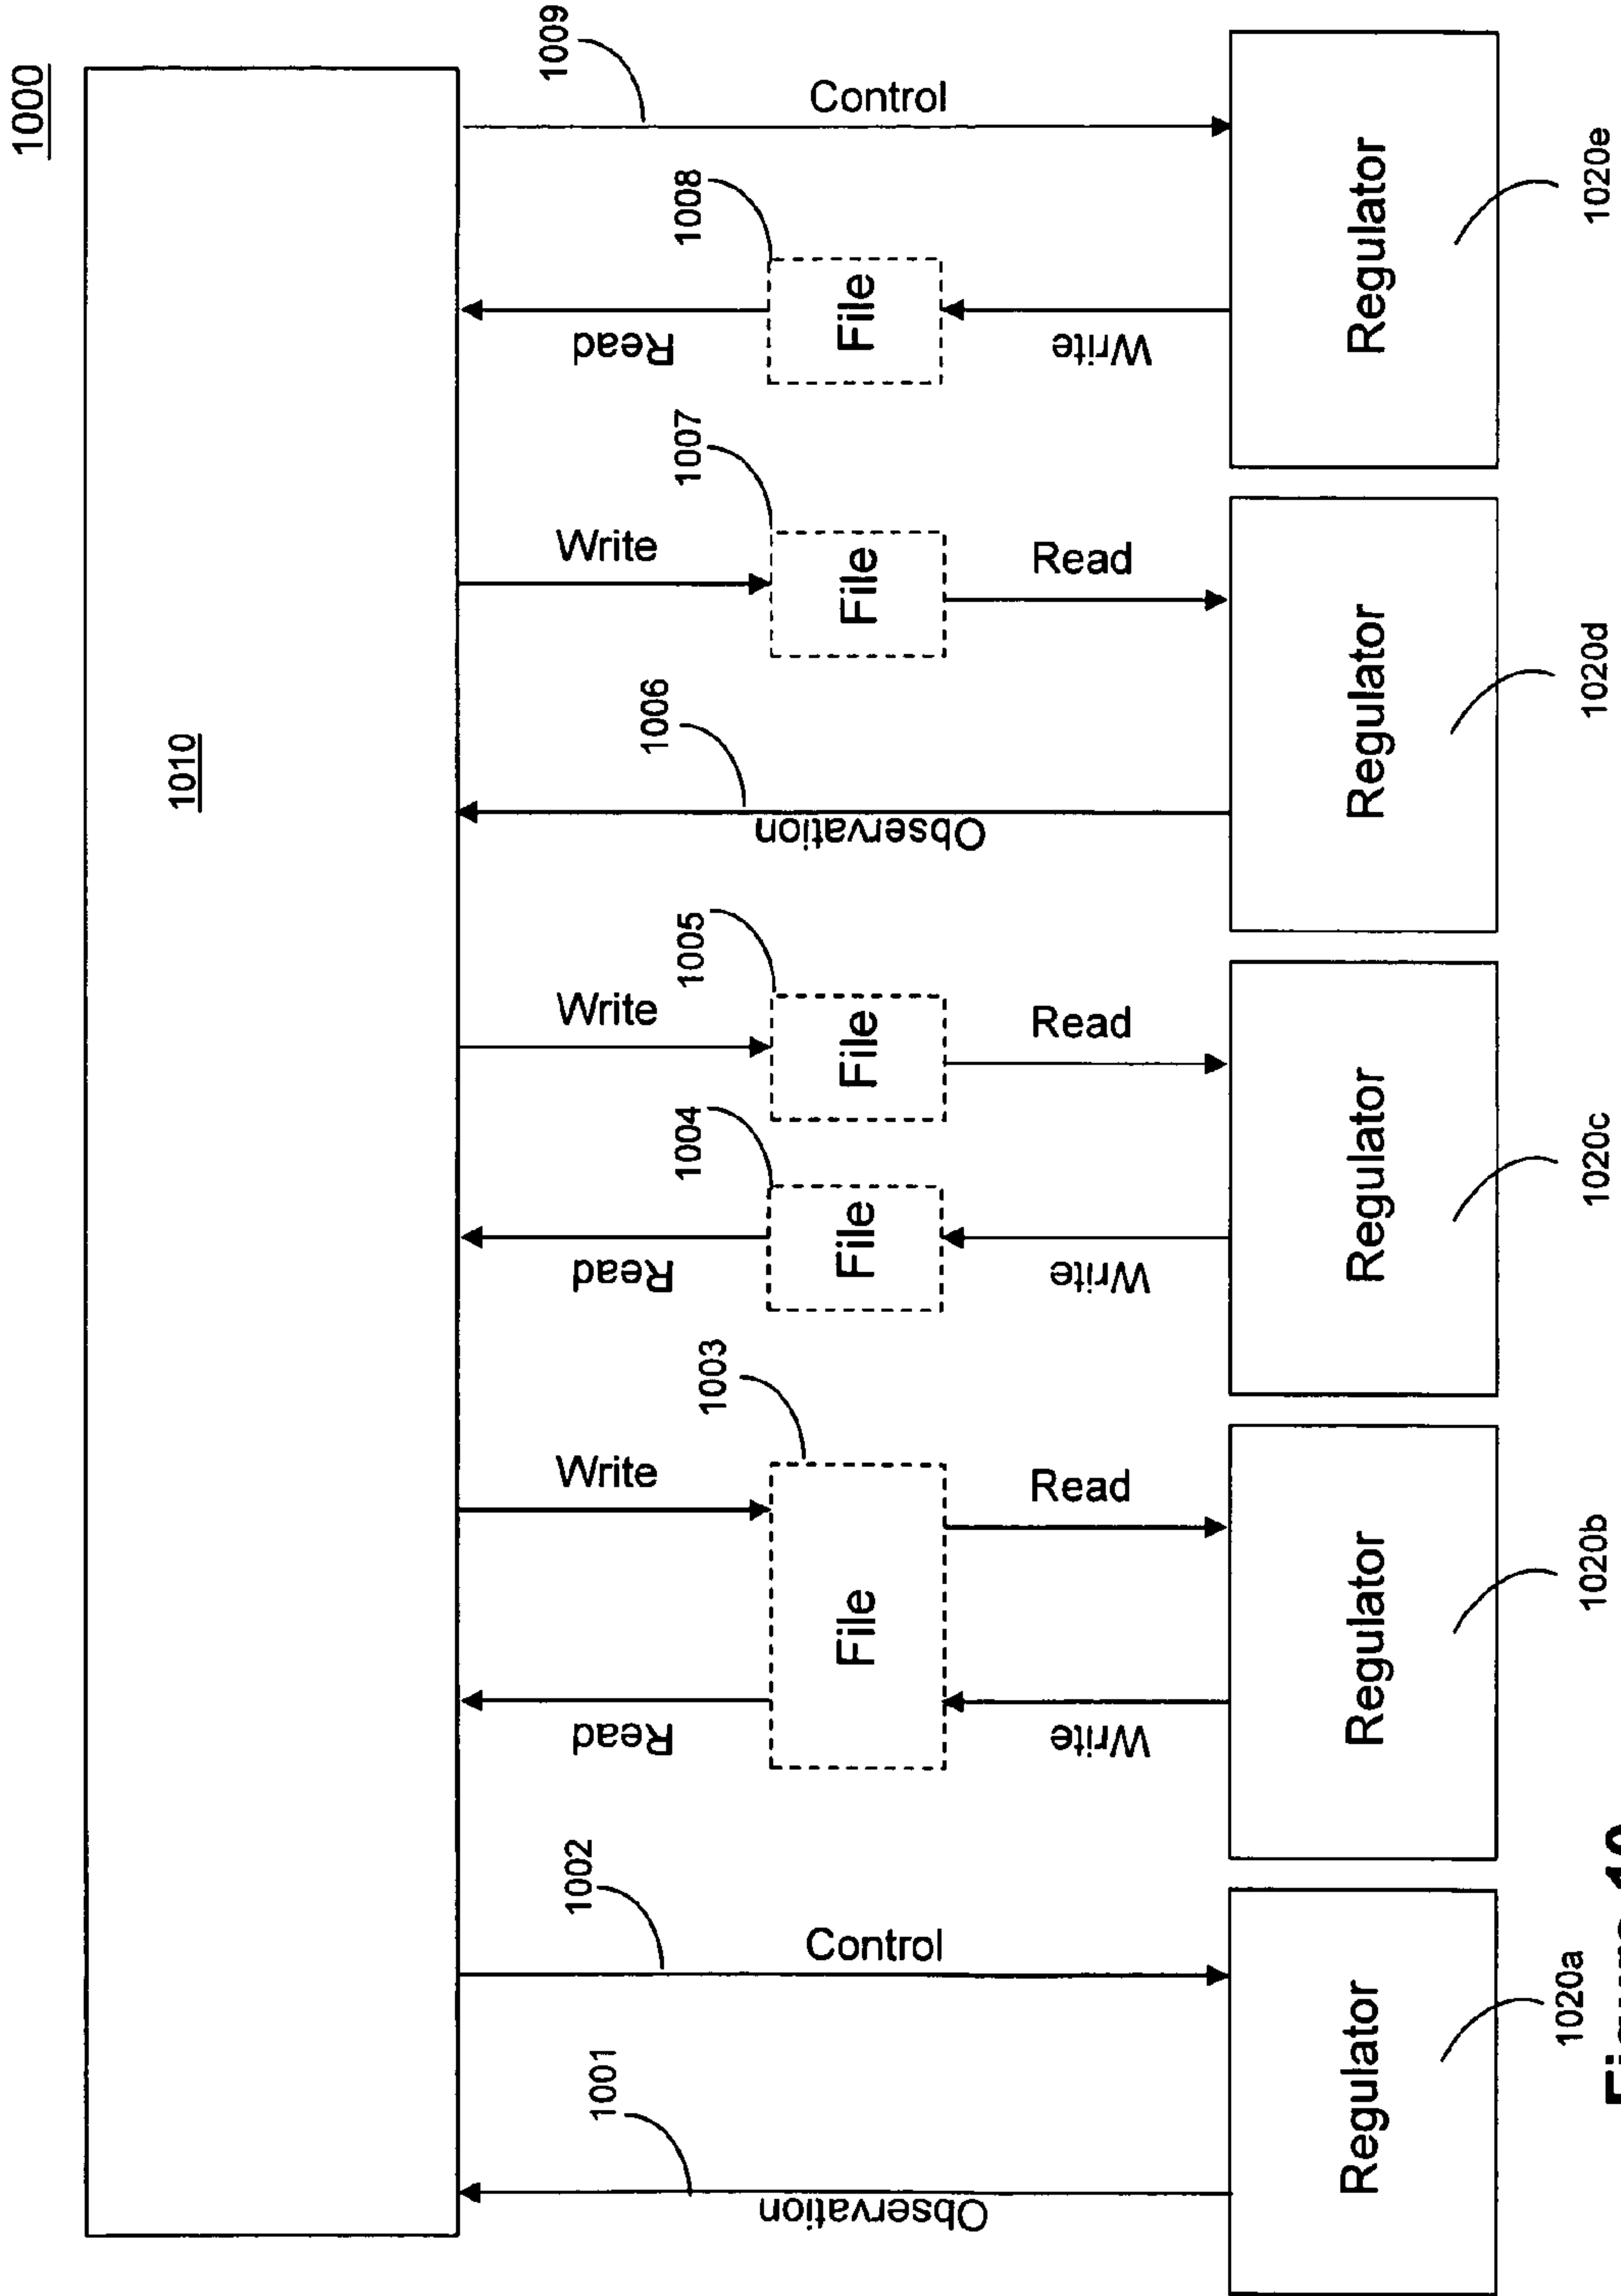 1000
1010
1001
Observation
1002
Control
Read
Write
1003
File
Write
Read
Read
Write
1004
1005
File
File
Write
Read
1006
Observation
Write
1007
File
Read
Read
1008
File
Write
1009
Control
Regulator
Regulator
Regulator
Regulator
Regulator
1020a
1020b
1020c
1020d
1020e
Figure 10